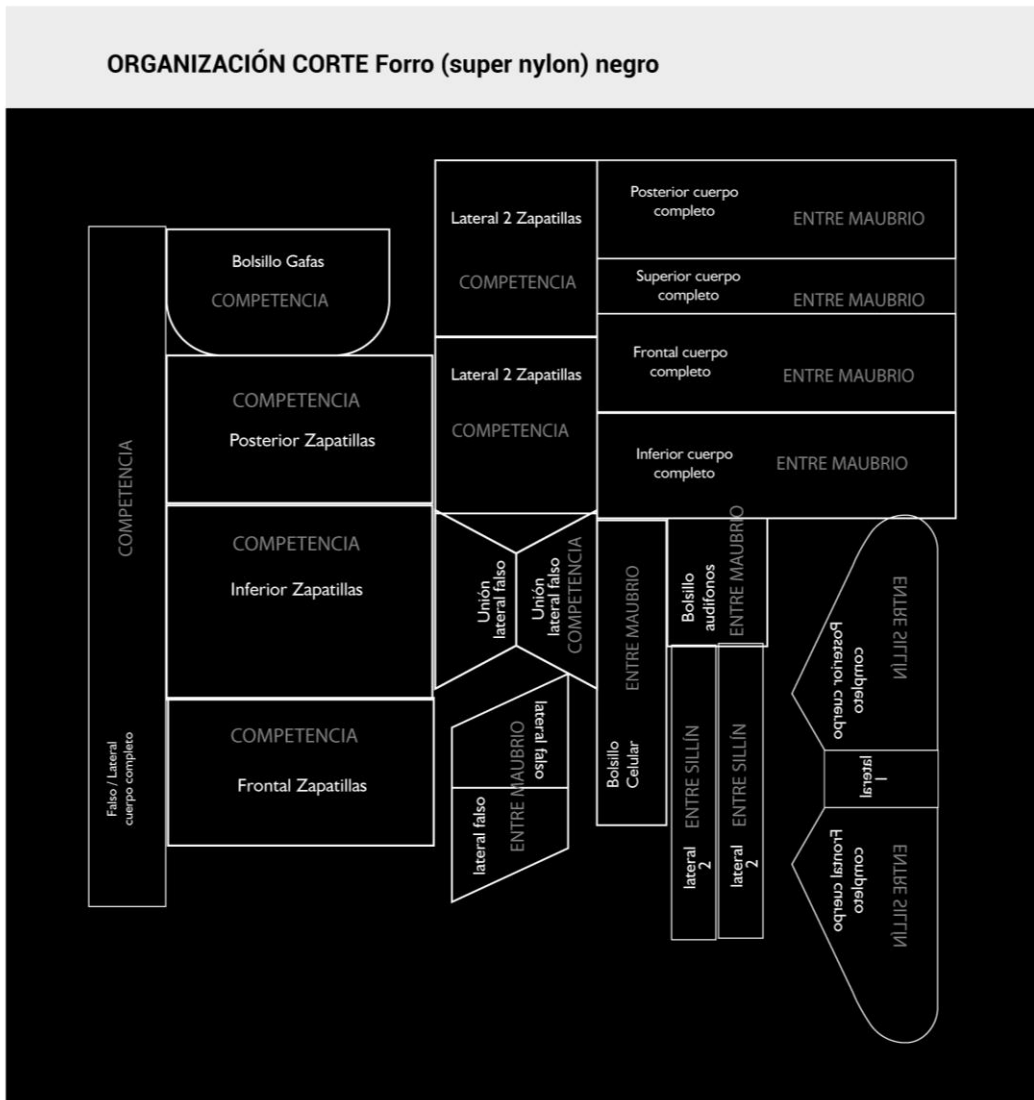 ORGANIZACIÓN CORTE Forro (super nylon) negro
COMPETENCIA
Falso / Lateral
cuerpo completo
Bolsillo Gafas
COMPETENCIA
COMPETENCIA
Posterior Zapatillas
COMPETENCIA
Inferior Zapatillas
COMPETENCIA
Frontal Zapatillas
Lateral 2 Zapatillas
COMPETENCIA
Lateral 2 Zapatillas
COMPETENCIA
Unión
lateral falso
Unión
lateral falso
COMPETENCIA
lateral falso
ENTRE MAUBRIO
lateral falso
Posterior cuerpo
completo
ENTRE MAUBRIO
Superior cuerpo
completo
ENTRE MAUBRIO
Frontal cuerpo
completo
ENTRE MAUBRIO
Inferior cuerpo
completo
ENTRE MAUBRIO
ENTRE MAUBRIO
Bolsillo
Celular
Bolsillo
audifonos
ENTRE MAUBRIO
ENTRE SILLÍN
lateral
2
ENTRE SILLÍN
lateral
2
Posterior cuerpo
completo
ENTRE SILLÍN
lateral
1
Frontal cuerpo
completo
ENTRE SILLÍN